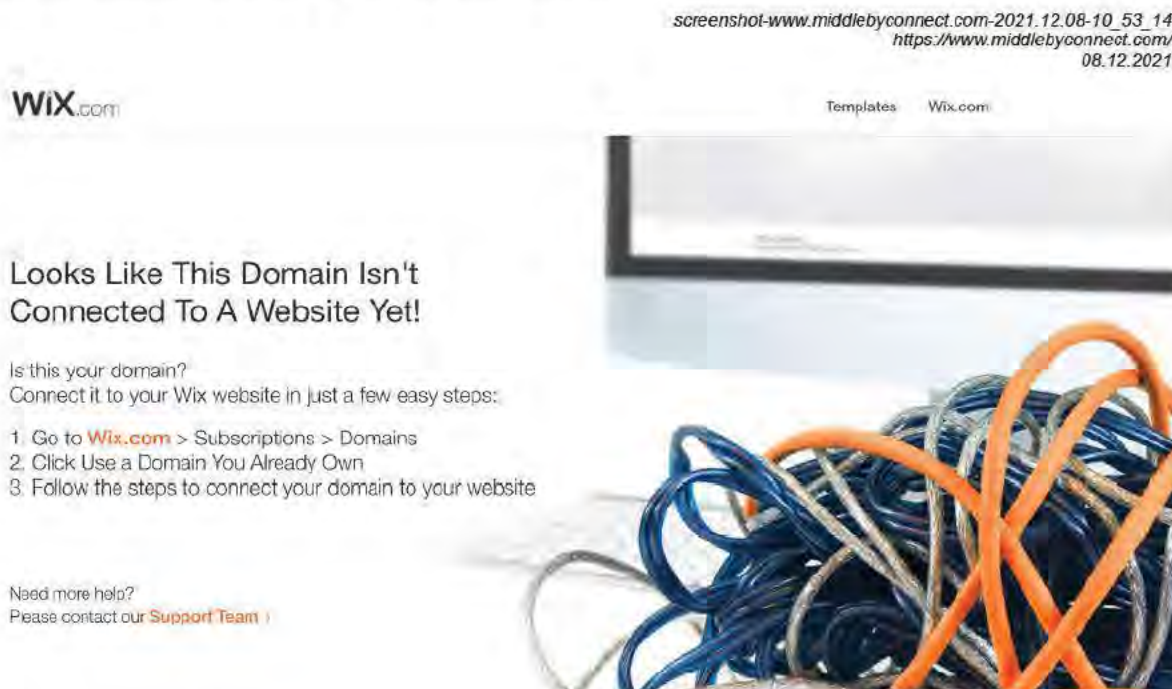 screenshot-www.middlebyconnect.com-2021.12.08-10_53_14
https://www.middlebyconnect.com/
08.12.2021
WiX.com
Templates Wix.com
Looks Like This Domain Isn't
Connected To A Website Yet!
Is this your domain?
Connect it to your Wix website in just a few easy steps:
1. Go to Wix.com > Subscriptions > Domains
2. Click Use a Domain You Already Own
3. Follow the steps to connect your domain to your website
Need more help?
Please contact our Support Team ›